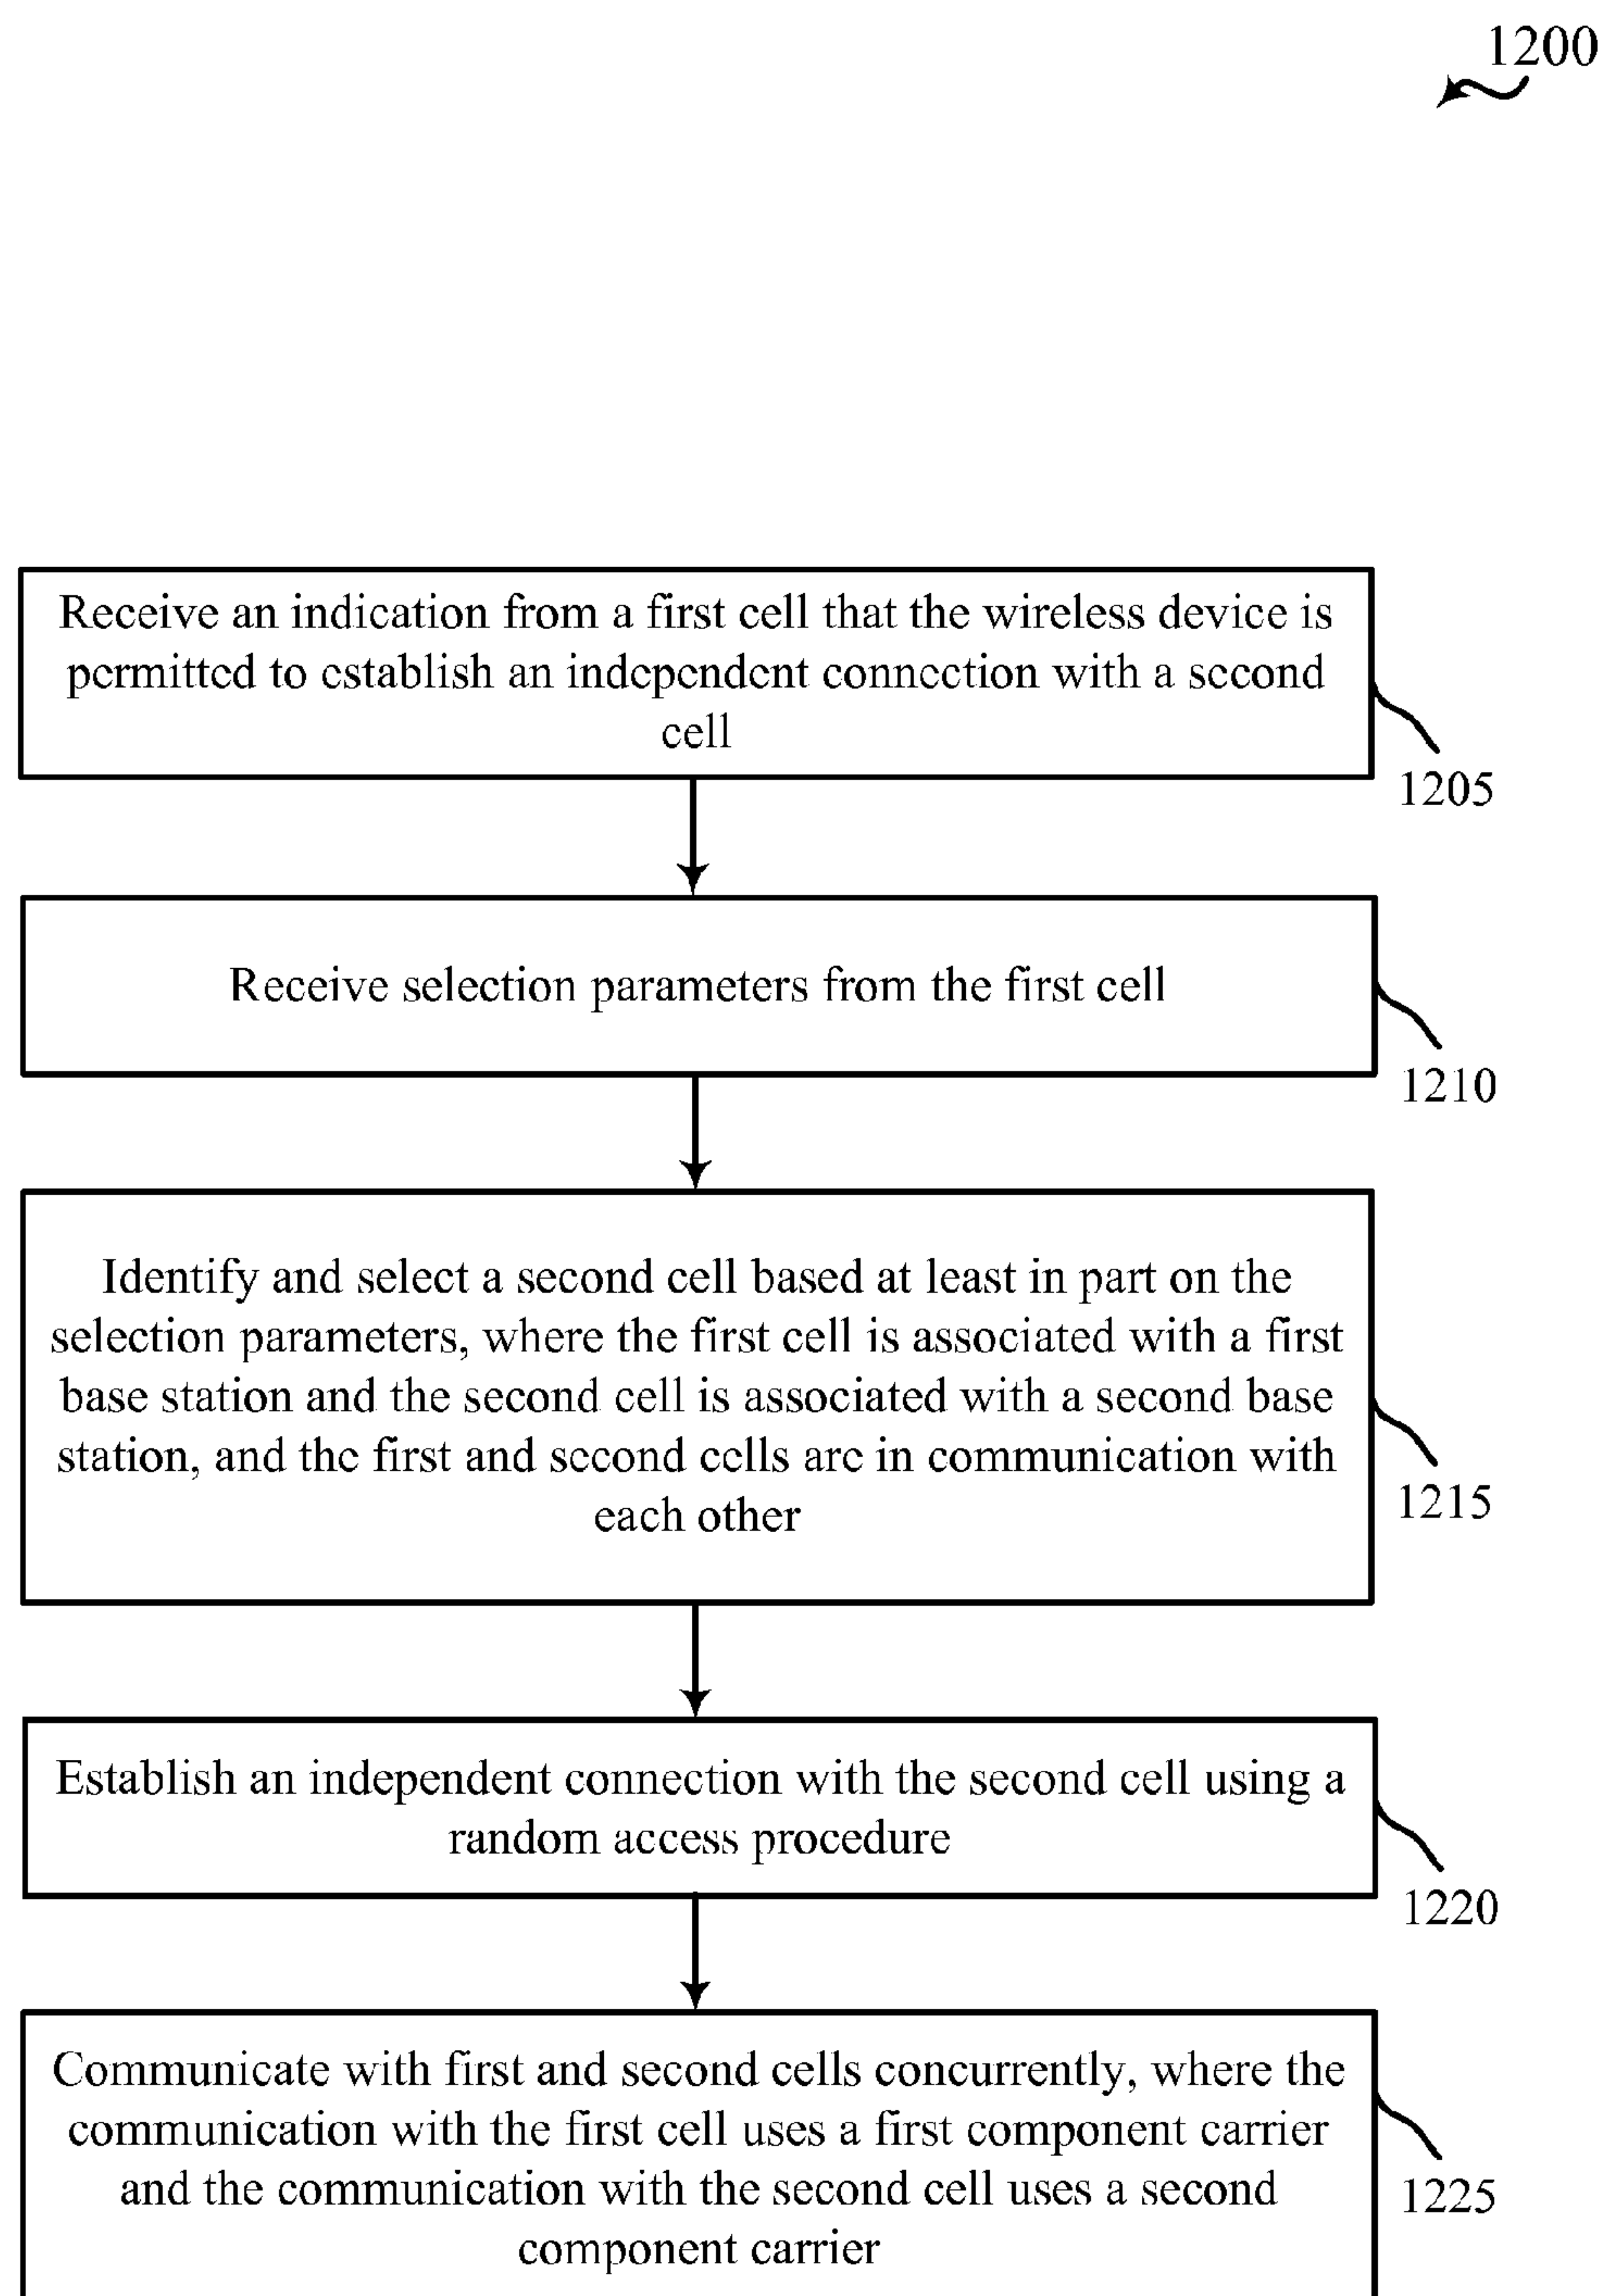 1200
Receive an indication from a first cell that the wireless device is
permitted to establish an independent connection with a second
cell
1205
Receive selection parameters from the first cell
1210
Identify and select a second cell based at least in part on the
selection parameters, where the first cell is associated with a first
base station and the second cell is associated with a second base
station, and the first and second cells are in communication with
each other
1215
Establish an independent connection with the second cell using a
random access procedure
1220
Communicate with first and second cells concurrently, where the
communication with the first cell uses a first component carrier
and the communication with the second cell uses a second
component carrier
1225